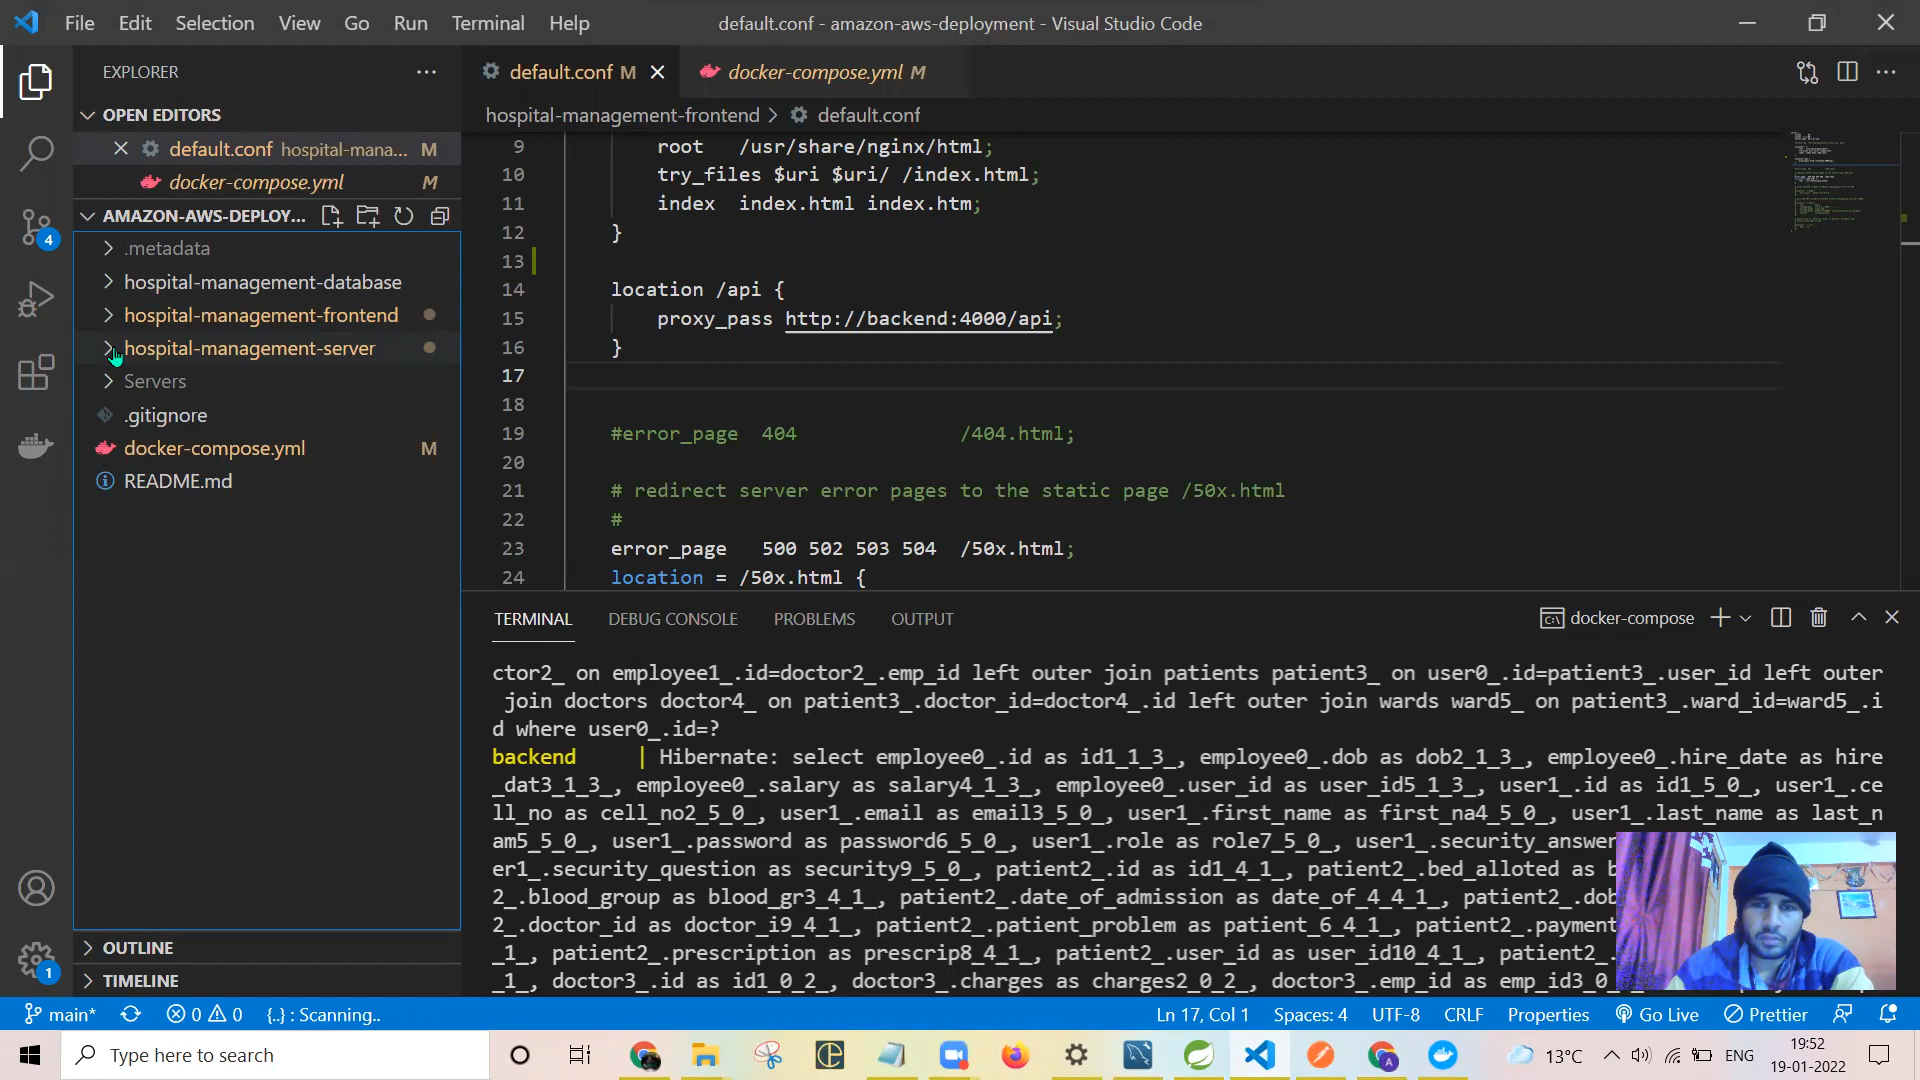 File Edit Selection View Go Run Terminal Help
default.conf - amazon-aws-deployment - Visual Studio Code
EXPLORER
OPEN EDITORS
default.conf hospital-mana... M
docker-compose.yml M
AMAZON-AWS-DEPLOY...
.metadata
hospital-management-database
hospital-management-frontend
hospital-management-server
Servers
.gitignore
docker-compose.yml M
README.md
OUTLINE
TIMELINE
4
1
default.conf M
docker-compose.yml M
hospital-management-frontend > default.conf
9 root /usr/share/nginx/html;
10 try_files $uri $uri/ /index.html;
11 index index.html index.htm;
12 }
13
14 location /api {
15 proxy_pass http://backend:4000/api;
16 }
17
18
19 #error_page 404 /404.html;
20
21 # redirect server error pages to the static page /50x.html
22 #
23 error_page 500 502 503 504 /50x.html;
24 location = /50x.html {
TERMINAL DEBUG CONSOLE PROBLEMS OUTPUT
docker-compose
ctor2_ on employee1_.id=doctor2_.emp_id left outer join patients patient3_ on user0_.id=patient3_.user_id left outer
join doctors doctor4_ on patient3_.doctor_id=doctor4_.id left outer join wards ward5_ on patient3_.ward_id=ward5_.i
d where user0_.id=?
backend | Hibernate: select employee0_.id as id1_1_3_, employee0_.dob as dob2_1_3_, employee0_.hire_date as hire
_dat3_1_3_, employee0_.salary as salary4_1_3_, employee0_.user_id as user_id5_1_3_, user1_.id as id1_5_0_, user1_.ce
ll_no as cell_no2_5_0_, user1_.email as email3_5_0_, user1_.first_name as first_na4_5_0_, user1_.last_name as last_n
am5_5_0_, user1_.password as password6_5_0_, user1_.role as role7_5_0_, user1_.security_answer
er1_.security_question as security9_5_0_, patient2_.id as id1_4_1_, patient2_.bed_alloted as b
2_.blood_group as blood_gr3_4_1_, patient2_.date_of_admission as date_of_4_4_1_, patient2_.dob
2_.doctor_id as doctor_i9_4_1_, patient2_.patient_problem as patient_6_4_1_, patient2_.payment
_1_, patient2_.prescription as prescrip8_4_1_, patient2_.user_id as user_id10_4_1_, patient2_.
_1_, doctor3_.id as id1_0_2_, doctor3_.charges as charges2_0_2_, doctor3_.emp_id as emp_id3_0_
main* 0 0 {..} : Scanning.. Ln 17, Col 1 Spaces: 4 UTF-8 CRLF Properties Go Live Prettier
Type here to search
13°C ENG
19:52
19-01-2022